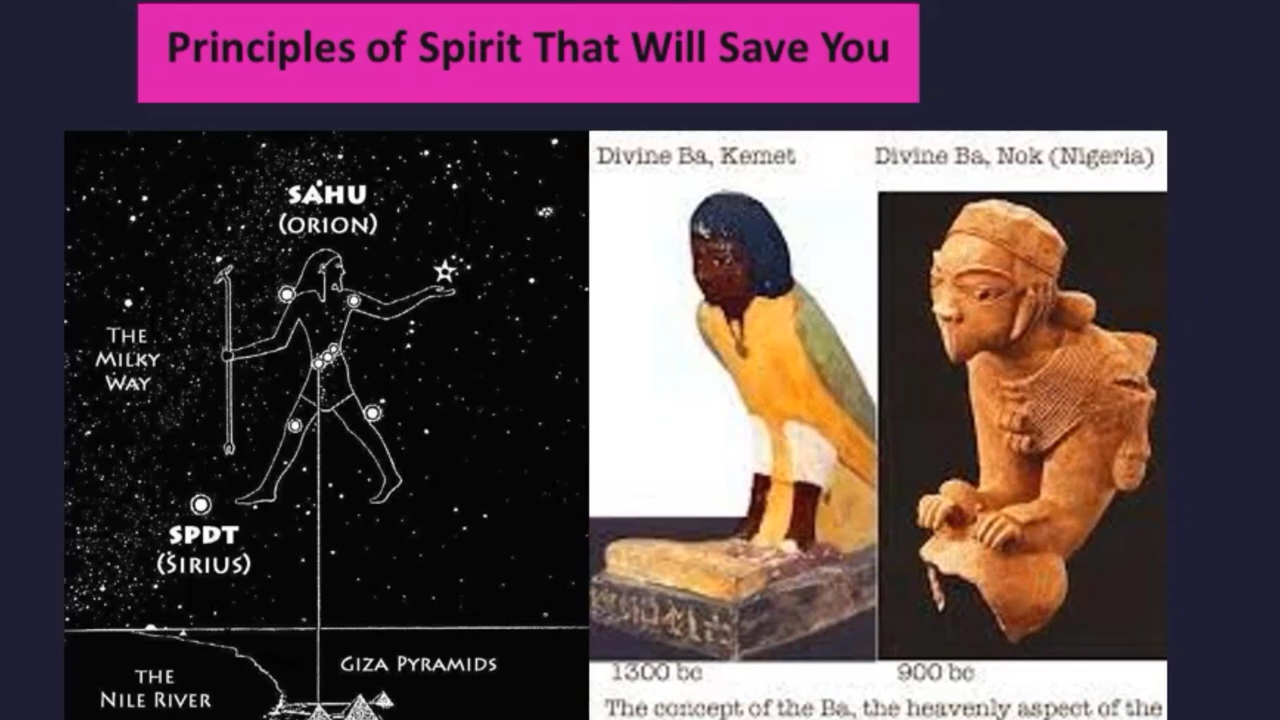 Principles of Spirit That Will Save You
SAHU
(ORION)
THE
MILKY
WAY
SPDT
(SIRIUS)
GIZA PYRAMIDS
THE
NILE RIVER
Divine Ba, Kemet
Divine Ba, Nok (Nigeria)
1300 bc
900 bc
The concept of the Ba, the heavenly aspect of the